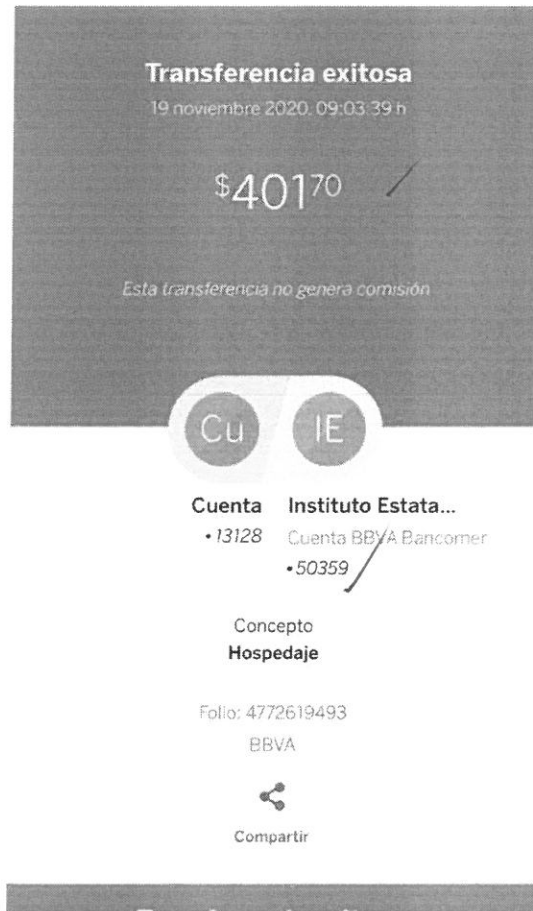 Transferencia exitosa
19 noviembre 2020, 09:03:39 h
$401.70
Esta transferencia no genera comisión
Cu IE
Cuenta Instituto Estata...
•13128 Cuenta BBVA Bancomer
•50359
Concepto
Hospedaje
Folio: 4772619493
BBVA
Compartir